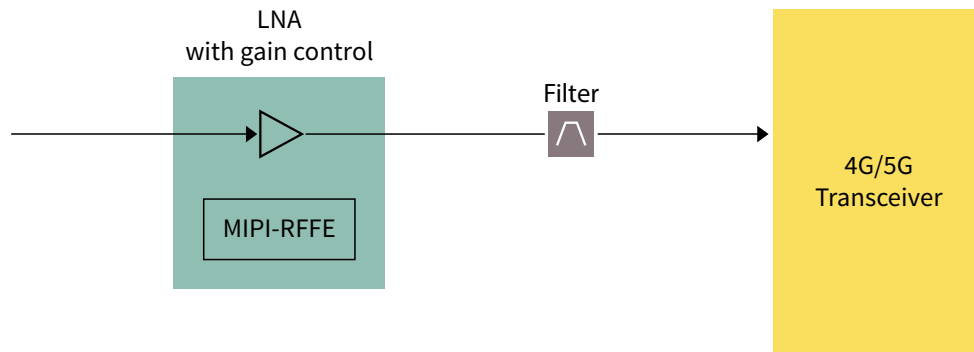 LNA
with gain control
MIPI-RFFE
Filter
4G/5G
Transceiver